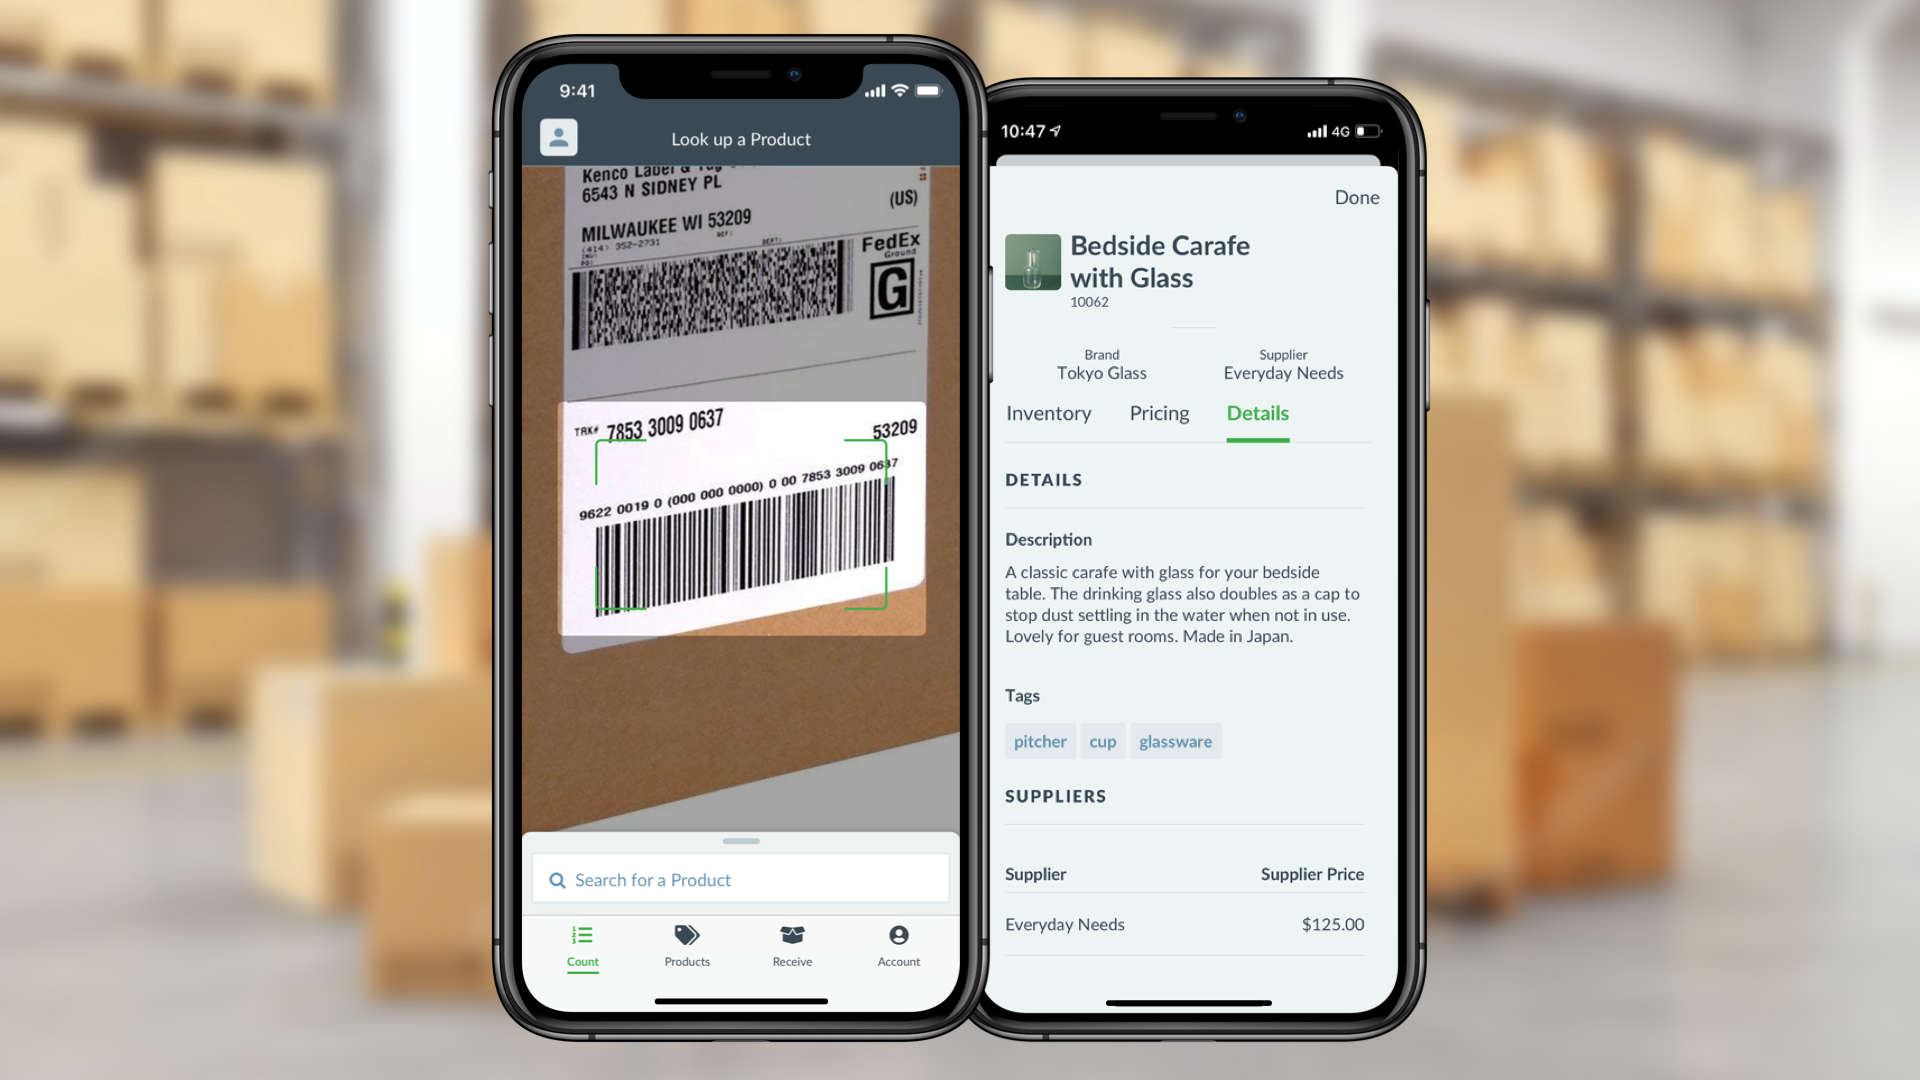 9:41
Look up a Product
Kenco Label & Tag
6543 N SIDNEY PL
(US)
MILWAUKEE WI 53209
(414) 352-2731
REF:
DEPT:
INV:
PO:
FedEx
Ground
G
TRK# 7853 3009 0637
53209
9622 0019 0 (000 000 0000) 0 00 7853 3009 0637
Search for a Product
Count
Products
Receive
Account
10:47
4G
Done
Bedside Carafe
with Glass
10062
Brand
Tokyo Glass
Supplier
Everyday Needs
Inventory
Pricing
Details
DETAILS
Description
A classic carafe with glass for your bedside
table. The drinking glass also doubles as a cap to
stop dust settling in the water when not in use.
Lovely for guest rooms. Made in Japan.
Tags
pitcher
cup
glassware
SUPPLIERS
Supplier
Supplier Price
Everyday Needs
$125.00